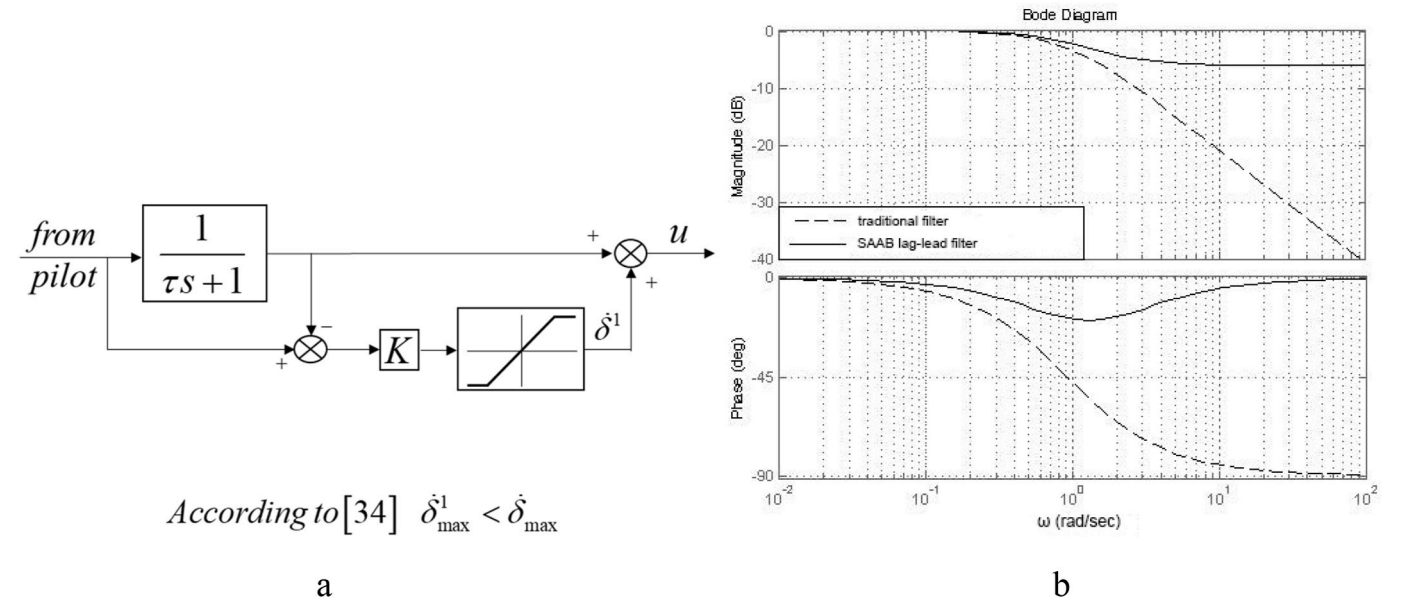 from
pilot
1
τs+1
+
u
+
−
+
K
δ̇¹
According to [34] δ̇¹max < δ̇max
a
Bode Diagram
Magnitude (dB)
0
-10
-20
-30
-40
traditional filter
SAAB lag-lead filter
Phase (deg)
0
-45
-90
10⁻²
10⁻¹
10⁰
10¹
10²
ω (rad/sec)
b